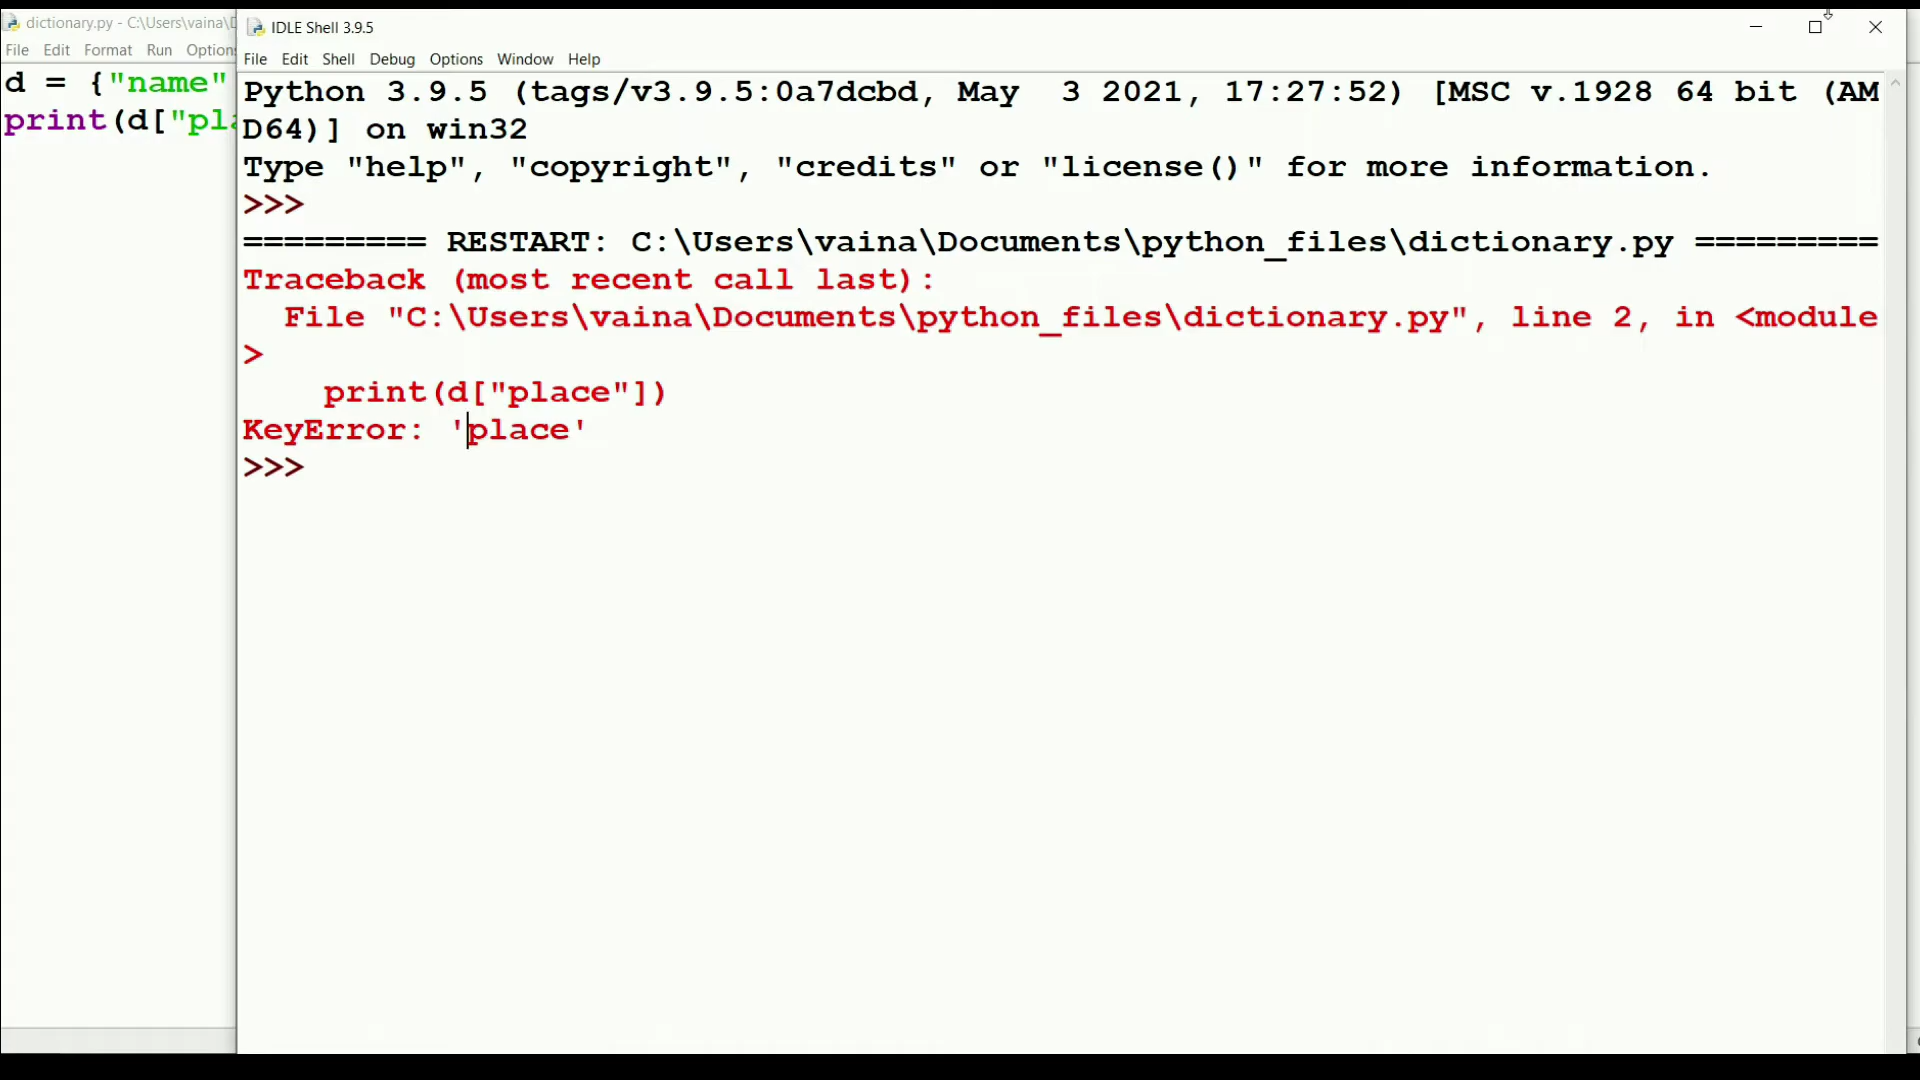 dictionary.py - C:\Users\vaina\D
File Edit Format Run Options
d = {"name"
print(d["pla
IDLE Shell 3.9.5
File Edit Shell Debug Options Window Help
Python 3.9.5 (tags/v3.9.5:0a7dcbd, May  3 2021, 17:27:52) [MSC v.1928 64 bit (AM
D64)] on win32
Type "help", "copyright", "credits" or "license()" for more information.
>>>
========= RESTART: C:\Users\vaina\Documents\python_files\dictionary.py =========
Traceback (most recent call last):
  File "C:\Users\vaina\Documents\python_files\dictionary.py", line 2, in <module
>
    print(d["place"])
KeyError: 'place'
>>>